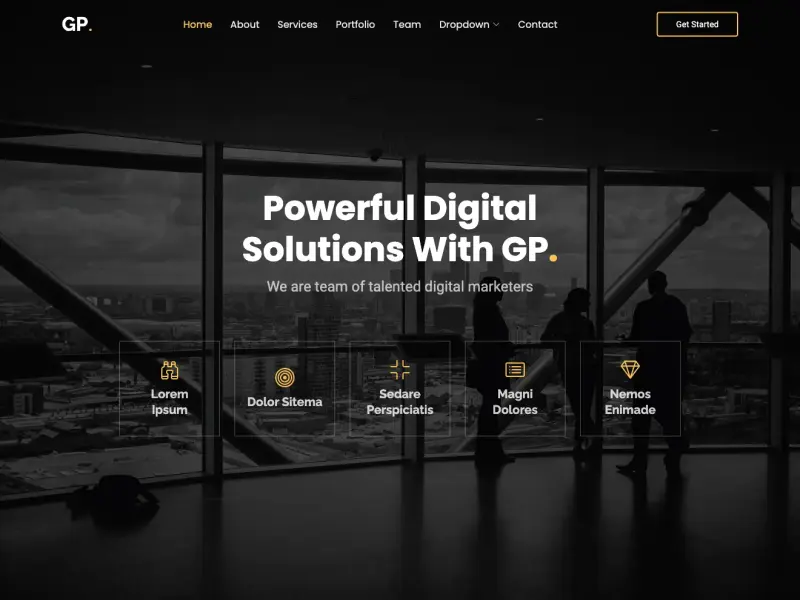 GP.
Home About Services Portfolio Team Dropdown Contact
Get Started
Powerful Digital
Solutions With GP.
We are team of talented digital marketers
Lorem
Ipsum
Dolor Sitema
Sedare
Perspiciatis
Magni
Dolores
Nemos
Enimade